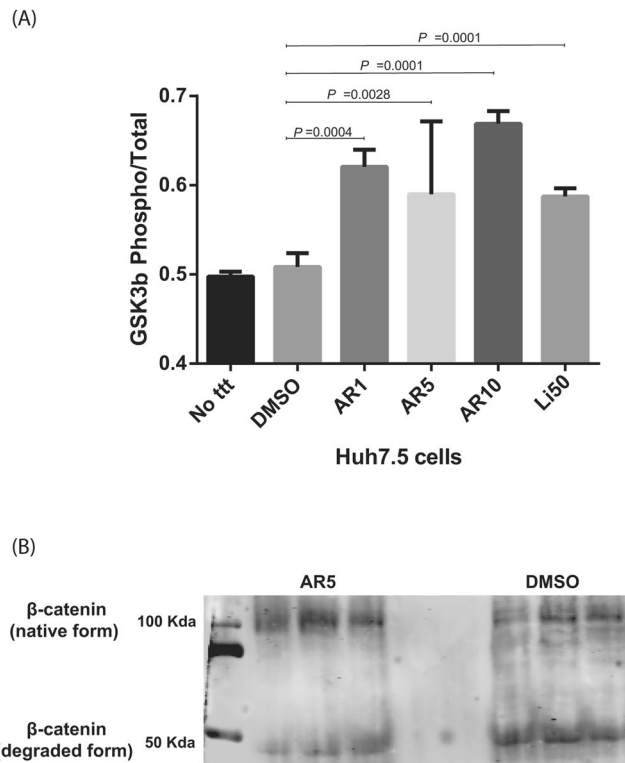 (A)
P =0.0001
P =0.0001
P =0.0028
P =0.0004
GSK3b Phospho/Total
0.7
0.6
0.5
0.4
No ttt
DMSO
AR1
AR5
AR10
Li50
Huh7.5 cells
(B)
AR5
DMSO
β-catenin
(native form)
100 Kda
β-catenin
(degraded form)
50 Kda